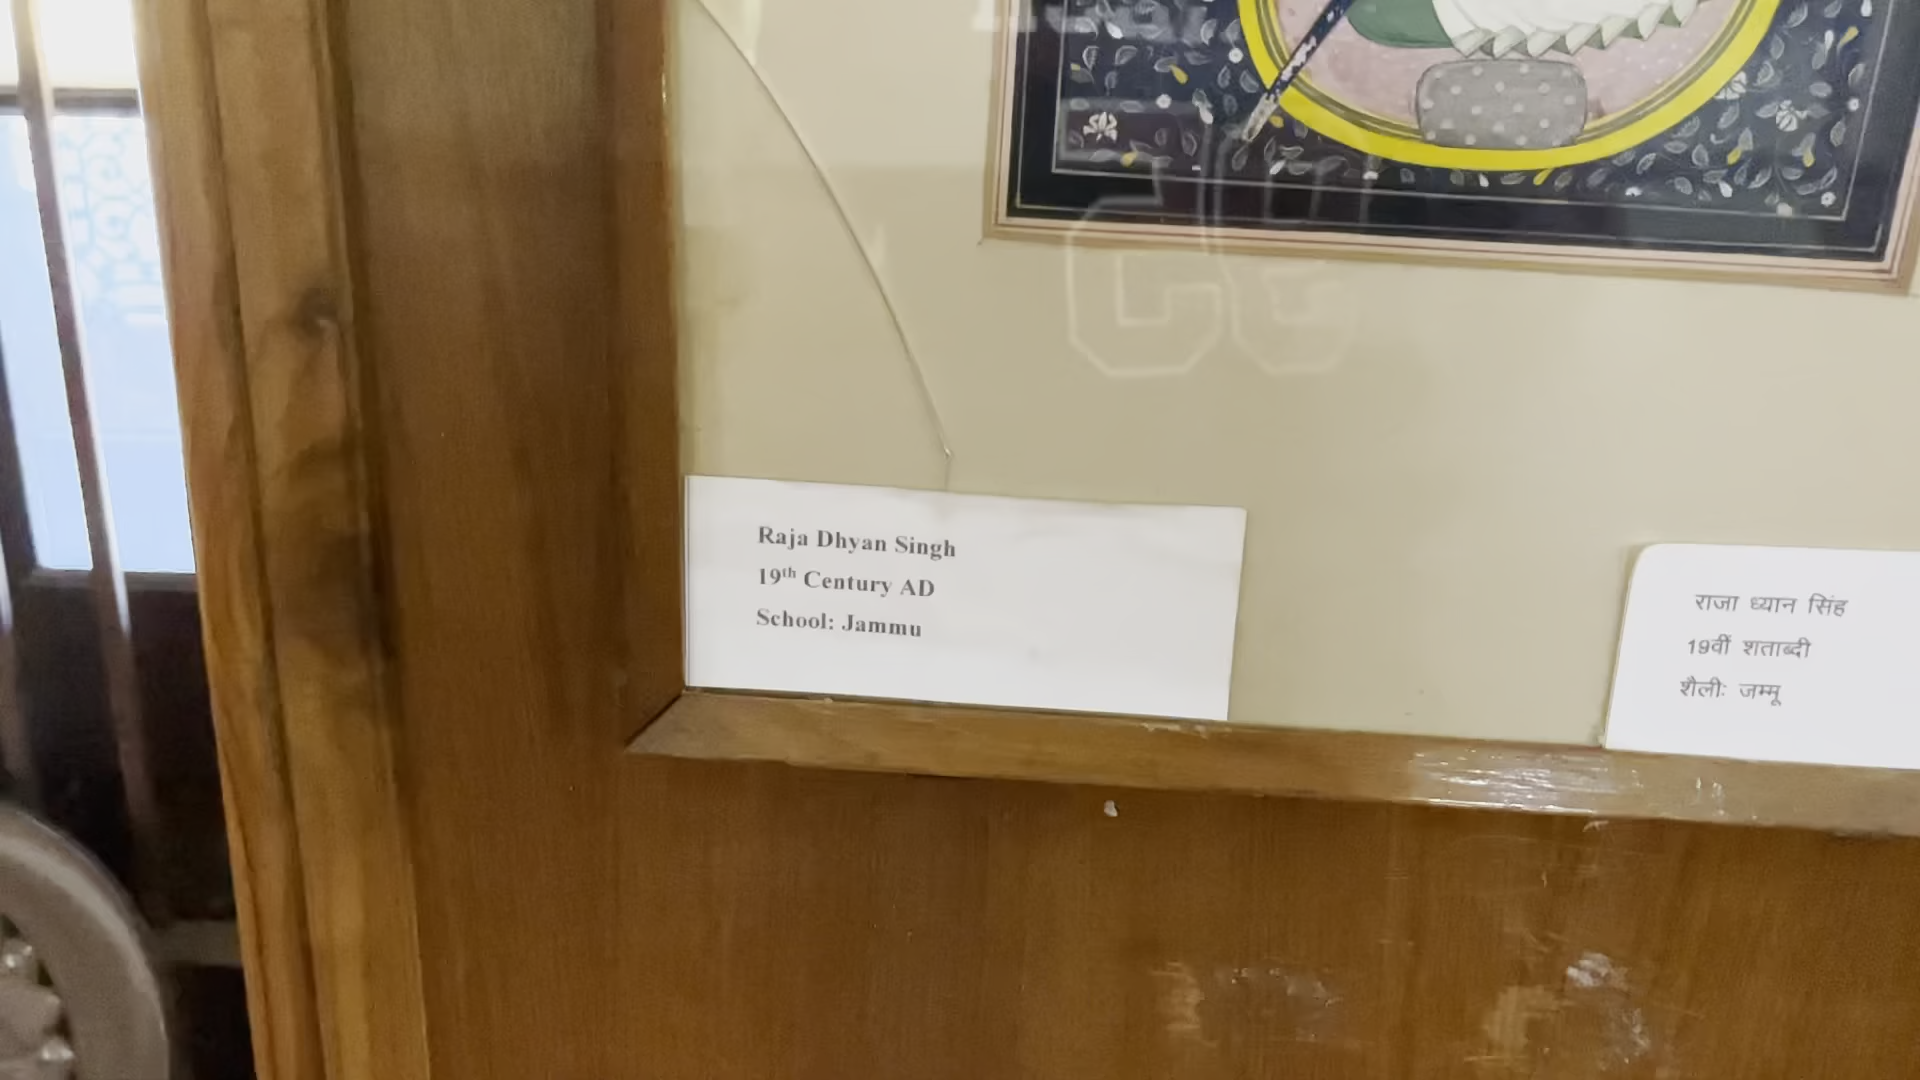 Raja Dhyan Singh
19th Century AD
School: Jammu
राजा ध्यान सिंह
19वीं शताब्दी
शैलीः जम्मू